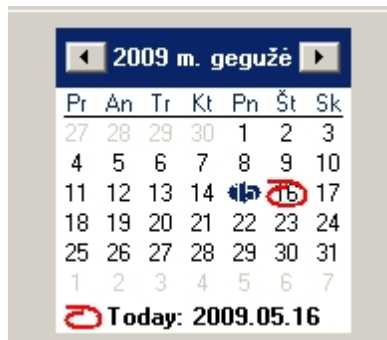 2009 m. gegužė
Pr An Tr Kt Pn Št Sk
27 28 29 30 1 2 3
4 5 6 7 8 9 10
11 12 13 14 15 16 17
18 19 20 21 22 23 24
25 26 27 28 29 30 31
1 2 3 4 5 6 7
Today: 2009.05.16